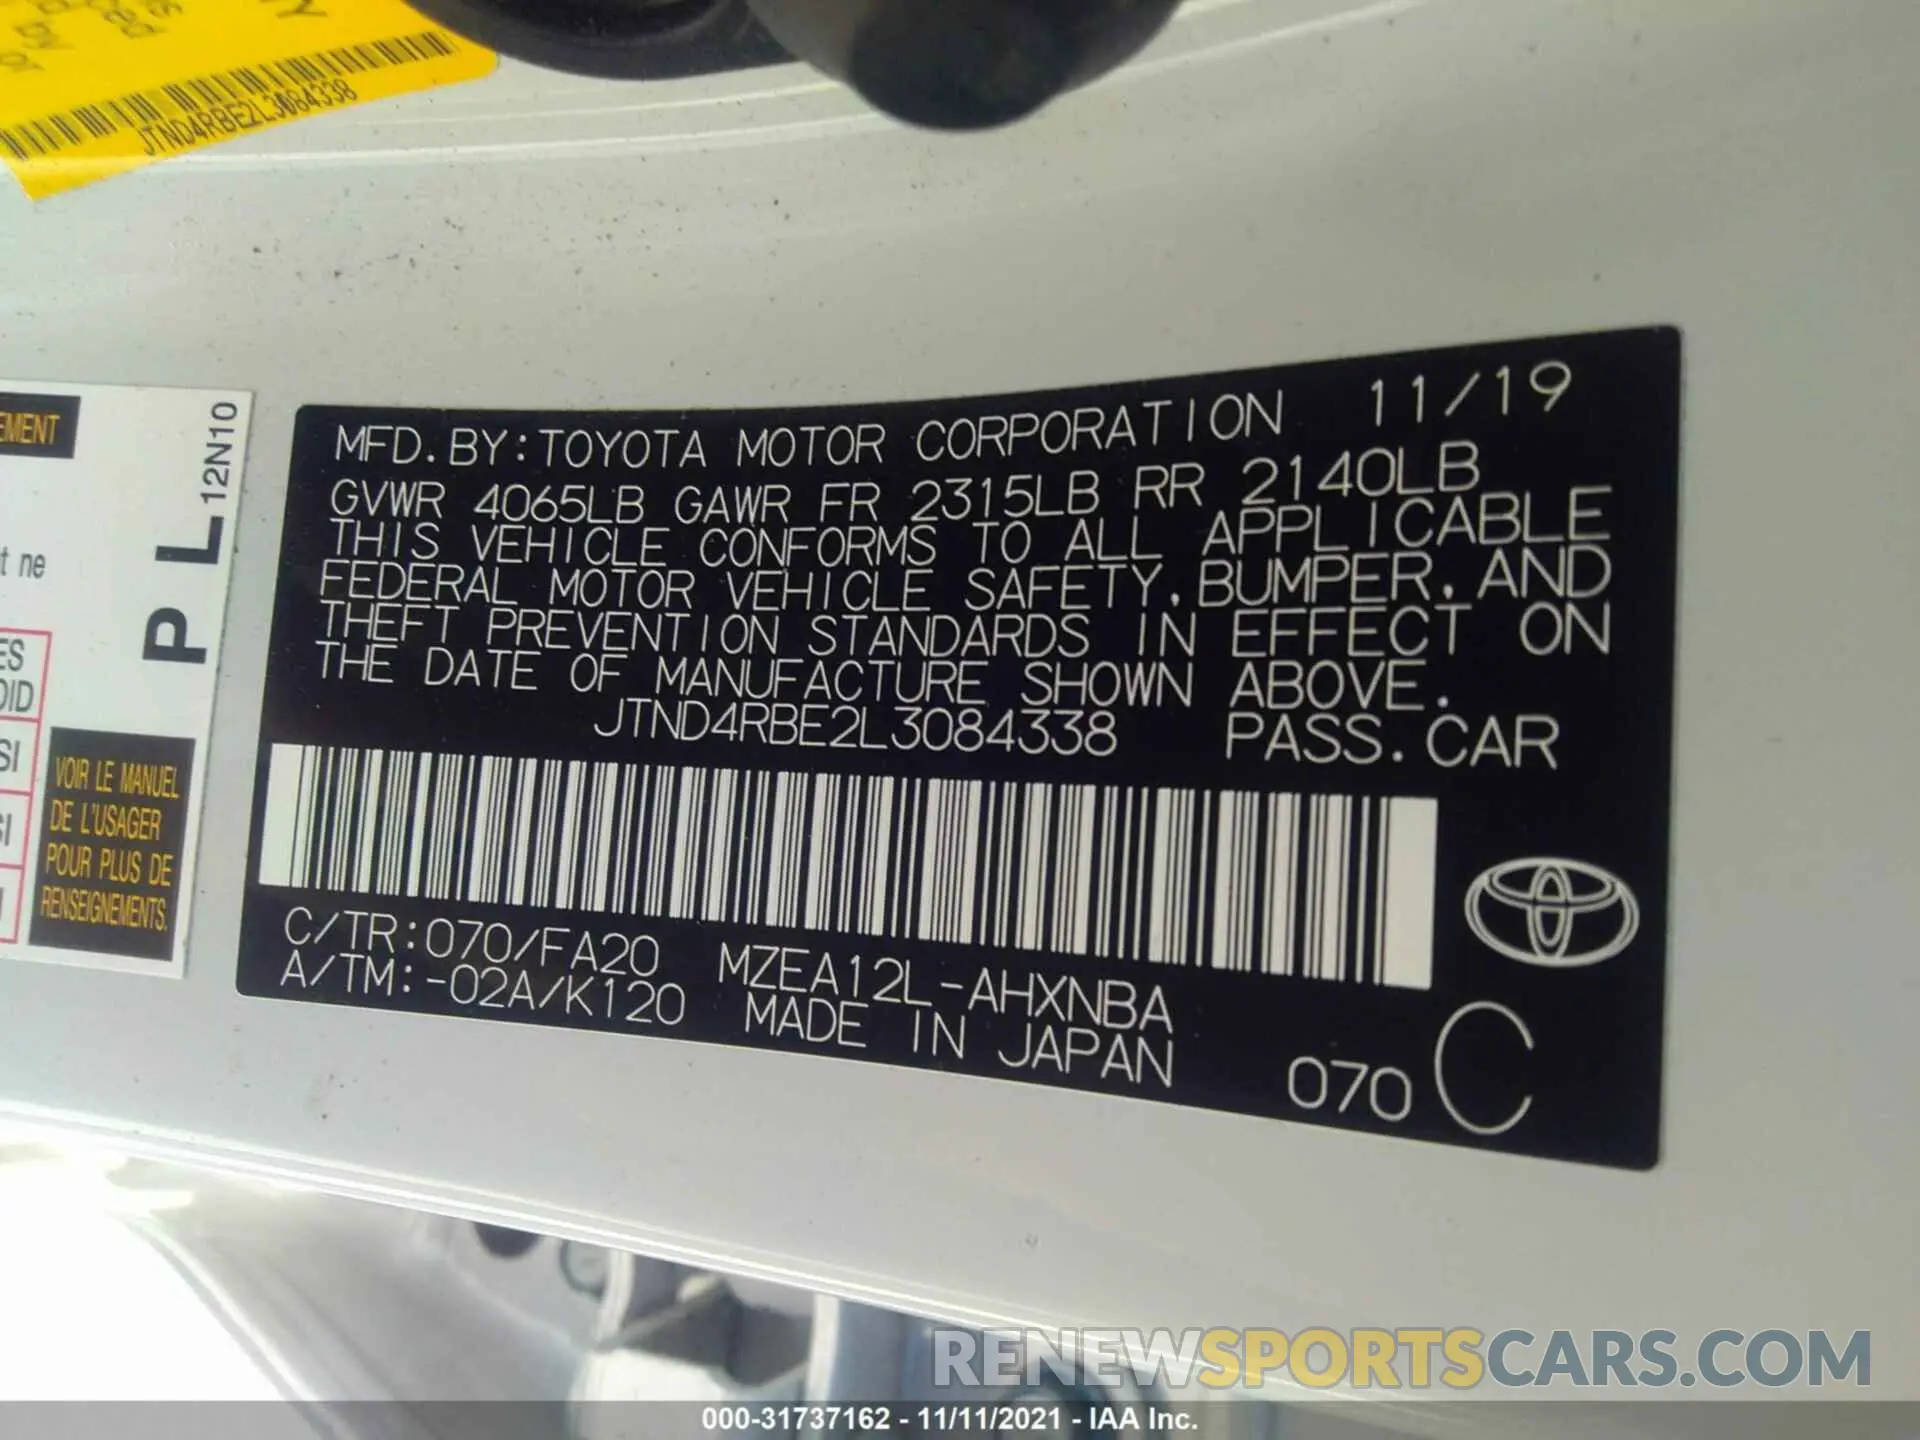 JTND4RBE2L3084338
EMENT
t ne
ES
OID
SI
SI
VOIR LE MANUEL
DE L'USAGER
POUR PLUS DE
RENSEIGNEMENTS.
P L 12N10
MFD. BY: TOYOTA MOTOR CORPORATION 11/19
GVWR 4065LB GAWR FR 2315LB RR 2140LB
THIS VEHICLE CONFORMS TO ALL APPLICABLE
FEDERAL MOTOR VEHICLE SAFETY, BUMPER, AND
THEFT PREVENTION STANDARDS IN EFFECT ON
THE DATE OF MANUFACTURE SHOWN ABOVE.
JTND4RBE2L3084338 PASS. CAR
C/TR: 070/FA20 MZEA12L-AHXNBA
A/TM: -02A/K120 MADE IN JAPAN
070 C
RENEWSPORTSCARS.COM
000-31737162 - 11/11/2021 - IAA Inc.